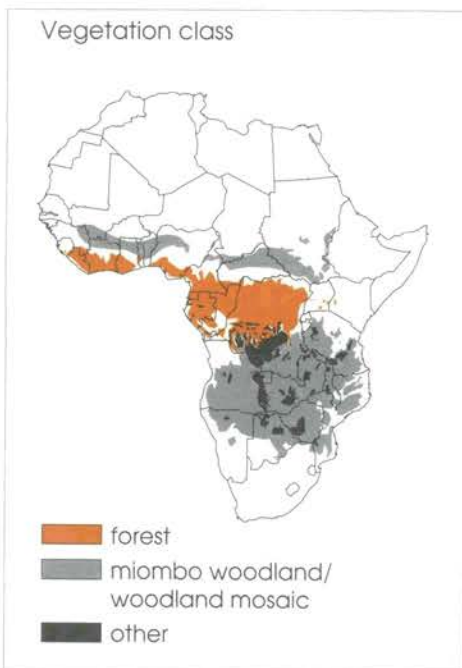 Vegetation class
forest
miombo woodland/
woodland mosaic
other